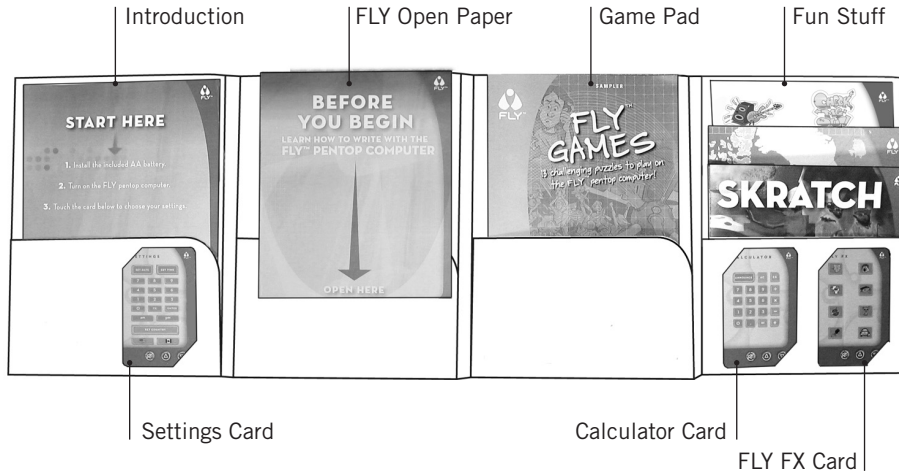 Introduction
FLY Open Paper
Game Pad
Fun Stuff
START HERE
1. Install the included AA battery.
2. Turn on the FLY pentop computer.
3. Touch the card below to choose your settings.
FLY
SETTINGS
BEFORE
YOU BEGIN
LEARN HOW TO WRITE WITH THE
FLY™ PENTOP COMPUTER
OPEN HERE
FLY
SAMPLER
FLY™
FLY™
GAMES
13 challenging puzzles to play on
the FLY™ pentop computer!
SKRATCH
CALCULATOR
Settings Card
Calculator Card
FLY FX Card